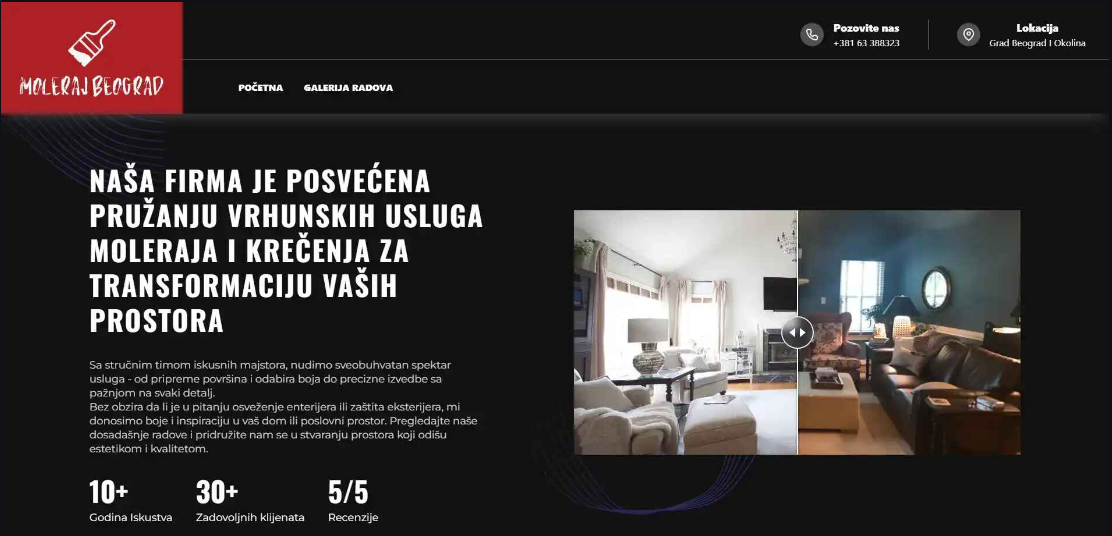 MOLERAJ BEOGRAD
Pozovite nas
+381 63 388323
Lokacija
Grad Beograd I Okolina
POČETNA
GALERIJA RADOVA
NAŠA FIRMA JE POSVEĆENA
PRUŽANJU VRHUNSKIH USLUGA
MOLERAJA I KREČENJA ZA
TRANSFORMACIJU VAŠIH
PROSTORA
Sa stručnim timom iskusnih majstora, nudimo sveobuhvatan spektar
usluga - od pripreme površina i odabira boja do precizne izvedbe sa
pažnjom na svaki detalj.
Bez obzira da li je u pitanju osveženje enterijera ili zaštita eksterijera, mi
donosimo boje i inspiraciju u vaš dom ili poslovni prostor. Pregledajte naše
dosadašnje radove i pridružite nam se u stvaranju prostora koji odišu
estetikom i kvalitetom.
10+
Godina Iskustva
30+
Zadovoljnih klijenata
5/5
Recenzije